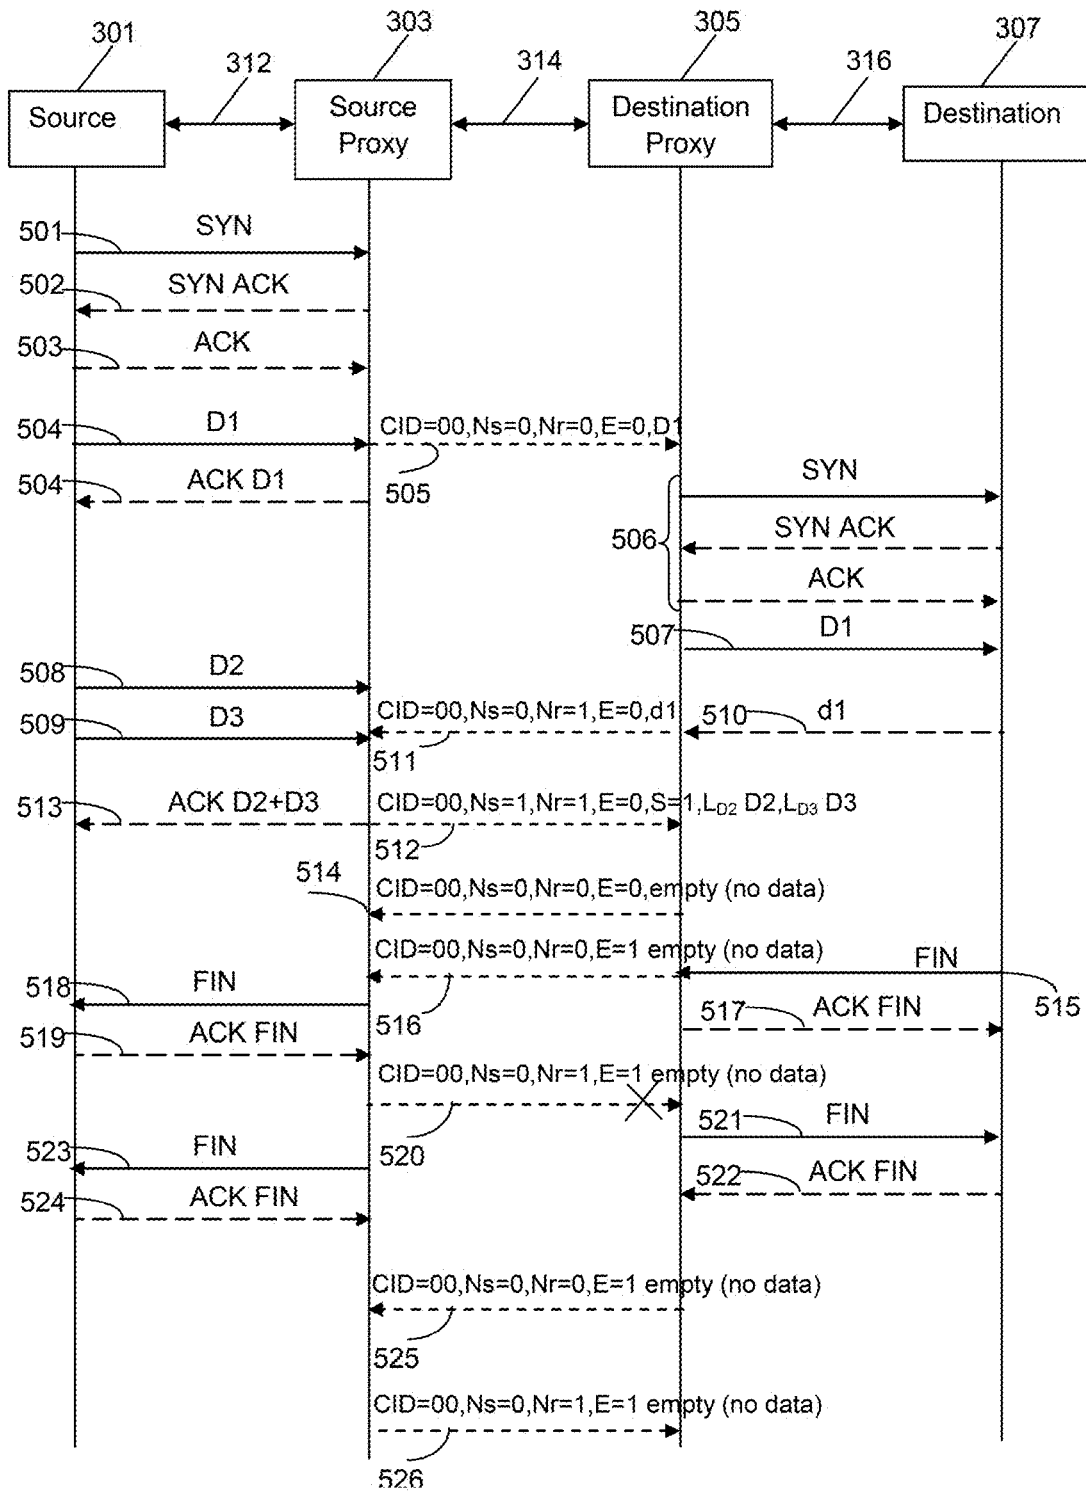 301
303
305
307
312
314
316
Source
Source
Proxy
Destination
Proxy
Destination
501
SYN
502
SYN ACK
503
ACK
504
D1
CID=00,Ns=0,Nr=0,E=0,D1
505
504
ACK D1
506
SYN
SYN ACK
ACK
507
D1
508
D2
509
D3
CID=00,Ns=0,Nr=1,E=0,d1
511
510
d1
513
ACK D2+D3
CID=00,Ns=1,Nr=1,E=0,S=1,LD2 D2,LD3 D3
512
514
CID=00,Ns=0,Nr=0,E=0,empty (no data)
CID=00,Ns=0,Nr=0,E=1 empty (no data)
516
FIN
515
518
FIN
517
ACK FIN
519
ACK FIN
CID=00,Ns=0,Nr=1,E=1 empty (no data)
520
521
FIN
523
FIN
522
ACK FIN
524
ACK FIN
CID=00,Ns=0,Nr=0,E=1 empty (no data)
525
CID=00,Ns=0,Nr=1,E=1 empty (no data)
526